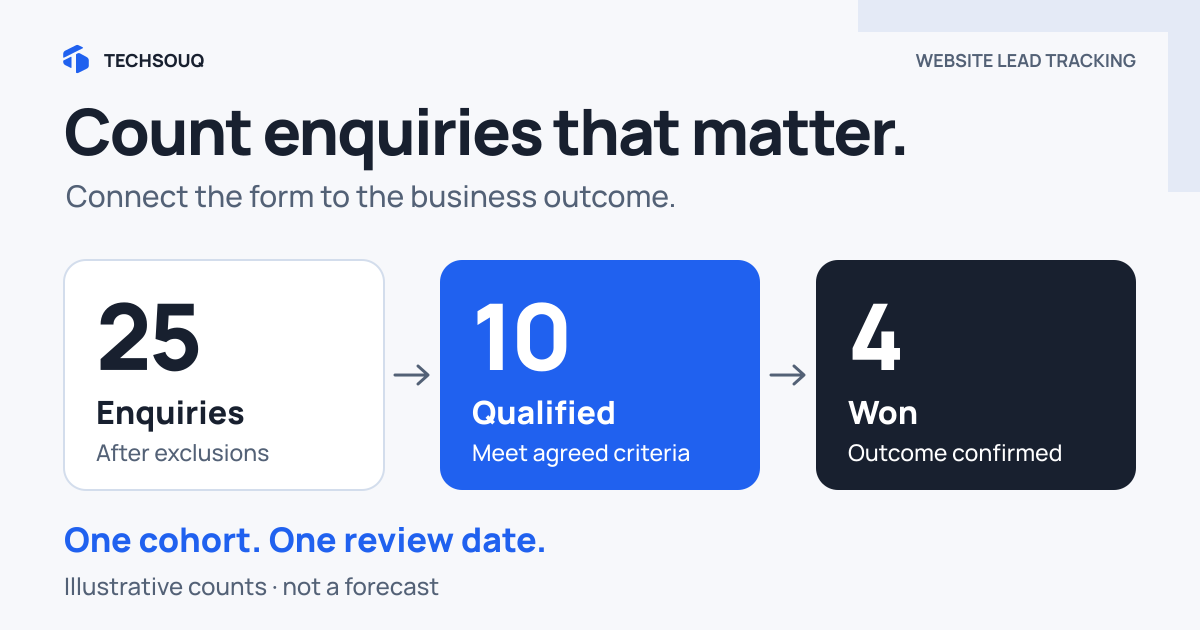 TECHSOUQ
WEBSITE LEAD TRACKING
Count enquiries that matter.
Connect the form to the business outcome.
25
Enquiries
After exclusions
10
Qualified
Meet agreed criteria
4
Won
Outcome confirmed
One cohort. One review date.
Illustrative counts · not a forecast